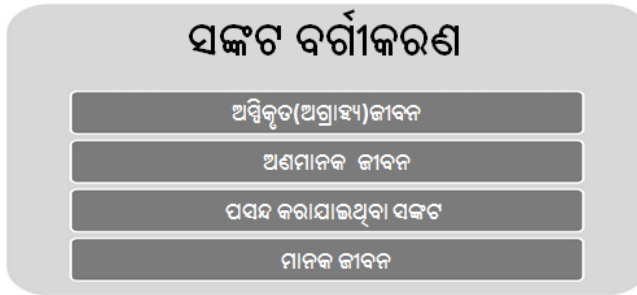 ସଙ୍କଟ ବର୍ଗୀକରଣ
ଅସ୍ୱିକୃତ(ଅଗ୍ରାହ୍ୟ)ଜୀବନ
ଅଣମାନକ ଜୀବନ
ପସନ୍ଦ କରାଯାଇଥିବା ସଙ୍କଟ
ମାନକ ଜୀବନ